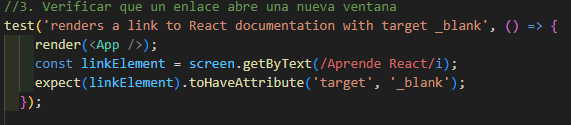 //3. Verificar que un enlace abre una nueva ventana
test('renders a link to React documentation with target _blank', () => {
    render(<App />);
    const linkElement = screen.getByText(/Aprende React/i);
    expect(linkElement).toHaveAttribute('target', '_blank');
  });